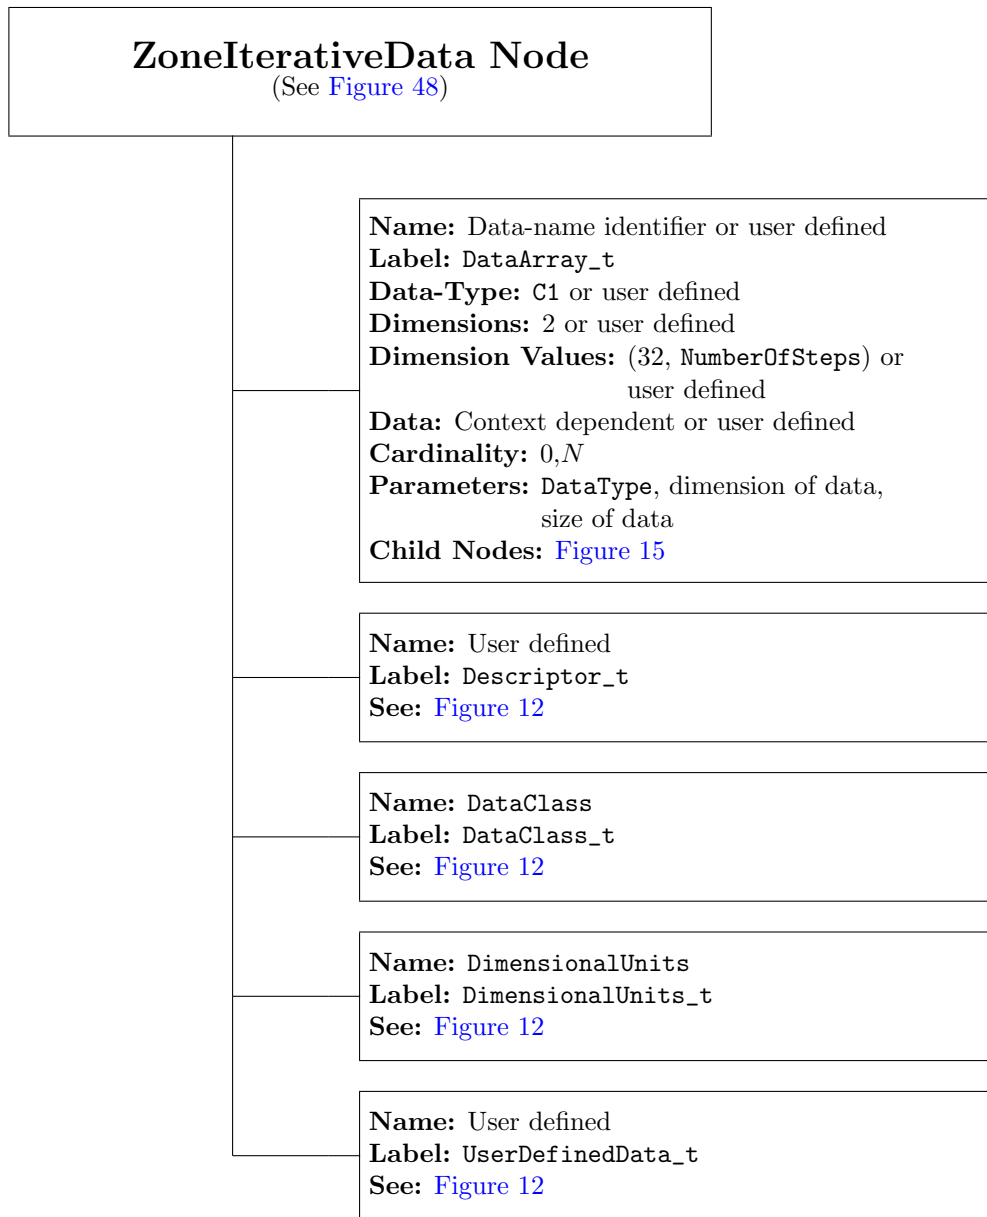 ZoneIterativeData Node
(See Figure 48)
Name: Data-name identifier or user defined
Label: DataArray_t
Data-Type: C1 or user defined
Dimensions: 2 or user defined
Dimension Values: (32, NumberOfSteps) or
user defined
Data: Context dependent or user defined
Cardinality: 0,N
Parameters: DataType, dimension of data,
size of data
Child Nodes: Figure 15
Name: User defined
Label: Descriptor_t
See: Figure 12
Name: DataClass
Label: DataClass_t
See: Figure 12
Name: DimensionalUnits
Label: DimensionalUnits_t
See: Figure 12
Name: User defined
Label: UserDefinedData_t
See: Figure 12